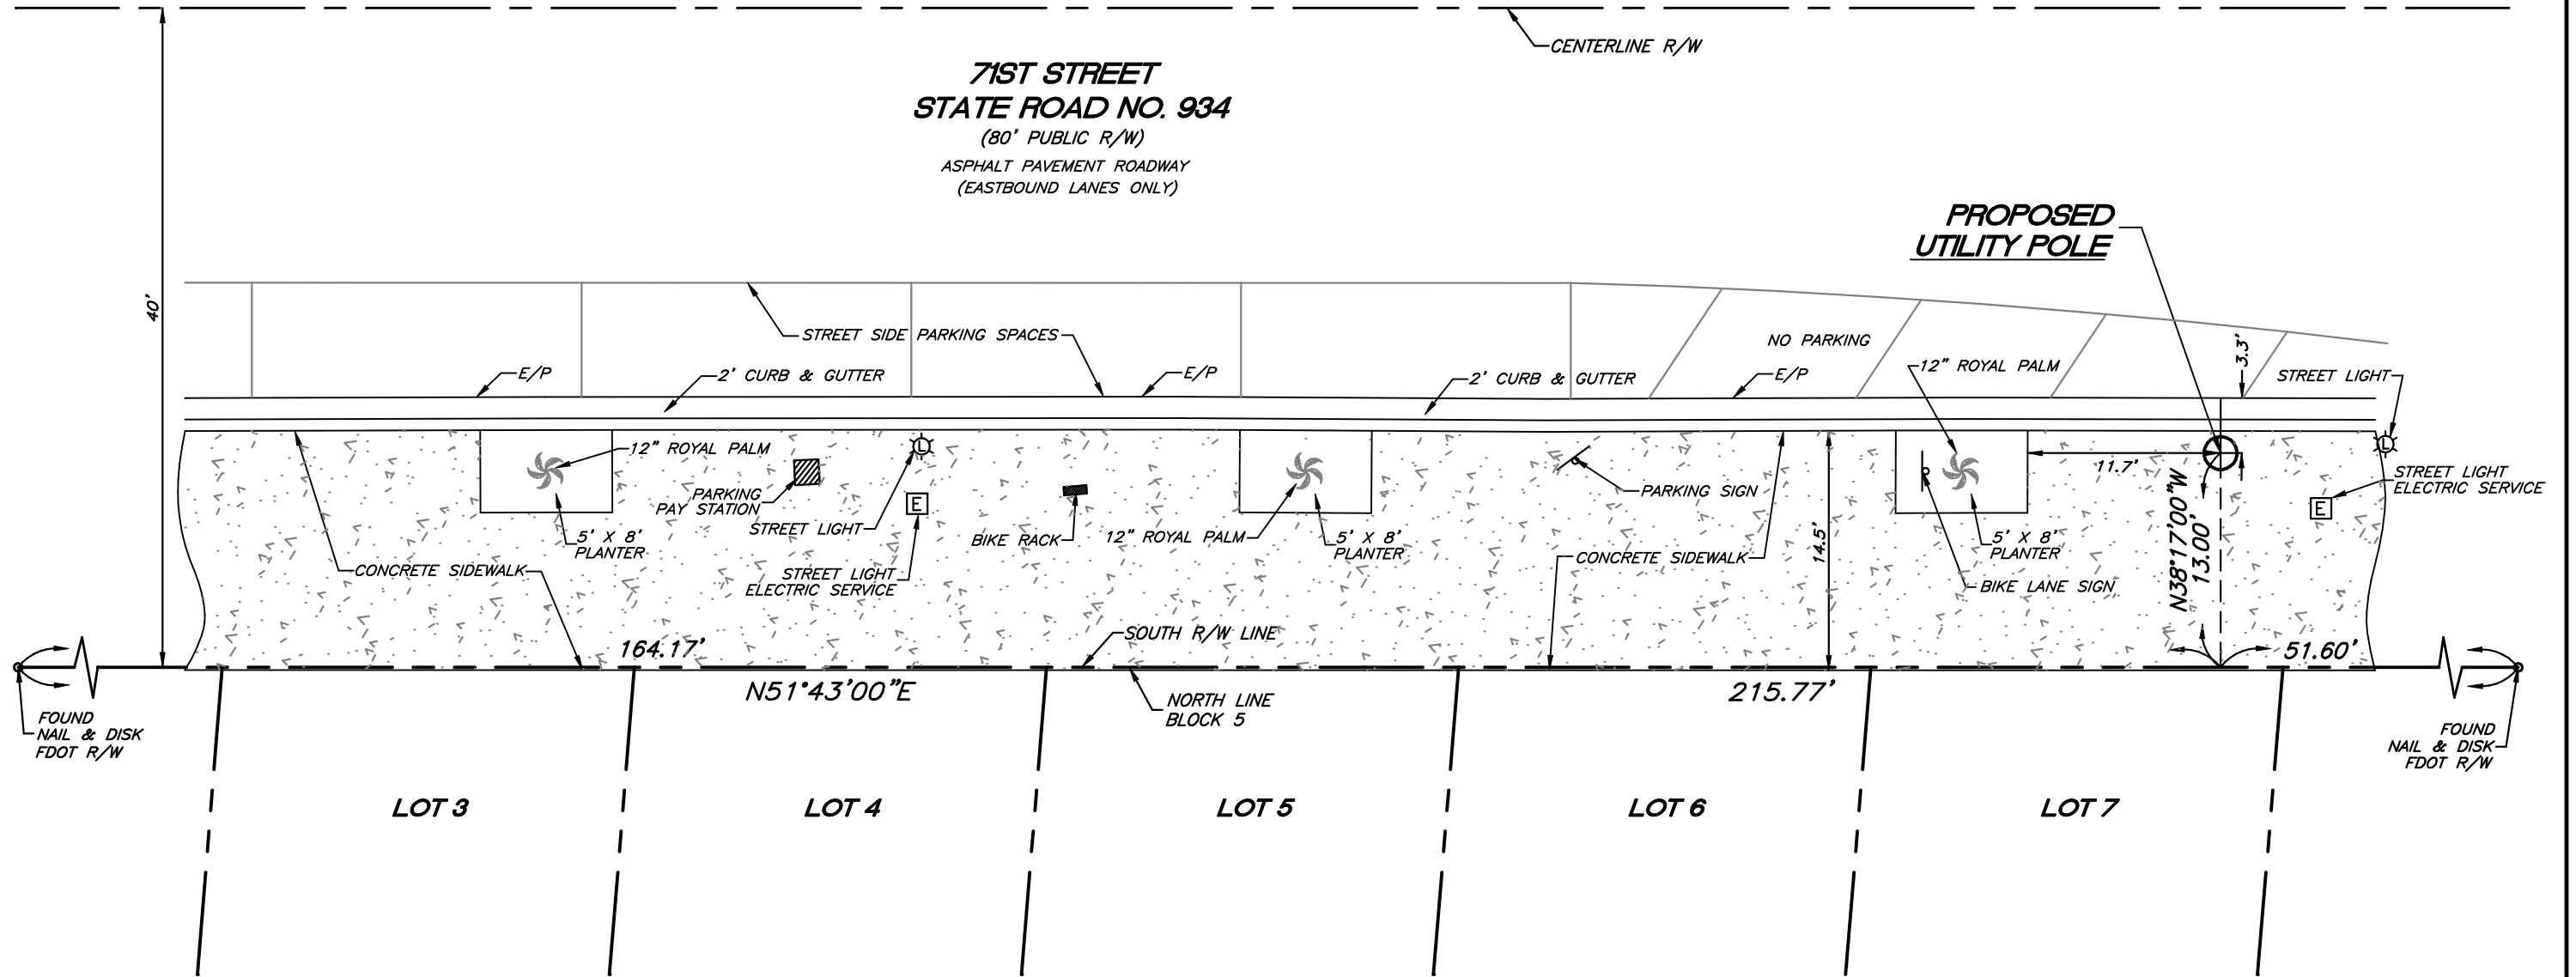 CENTERLINE R/W
71ST STREET
STATE ROAD NO. 934
(80' PUBLIC R/W)
ASPHALT PAVEMENT ROADWAY
(EASTBOUND LANES ONLY)
PROPOSED
UTILITY POLE
40'
STREET SIDE PARKING SPACES
NO PARKING
3.3'
E/P
2' CURB & GUTTER
E/P
2' CURB & GUTTER
E/P
12" ROYAL PALM
STREET LIGHT
L
L
12" ROYAL PALM
PARKING
PAY STATION
STREET LIGHT
E
STREET LIGHT
ELECTRIC SERVICE
BIKE RACK
12" ROYAL PALM
5' X 8'
PLANTER
5' X 8'
PLANTER
PARKING SIGN
CONCRETE SIDEWALK
CONCRETE SIDEWALK
14.5'
11.7'
5' X 8'
PLANTER
BIKE LANE SIGN
N38°17'00"W
13.00'
STREET LIGHT
ELECTRIC SERVICE
E
164.17'
SOUTH R/W LINE
51.60'
N51°43'00"E
215.77'
NORTH LINE
BLOCK 5
FOUND
NAIL & DISK
FDOT R/W
FOUND
NAIL & DISK
FDOT R/W
LOT 3
LOT 4
LOT 5
LOT 6
LOT 7